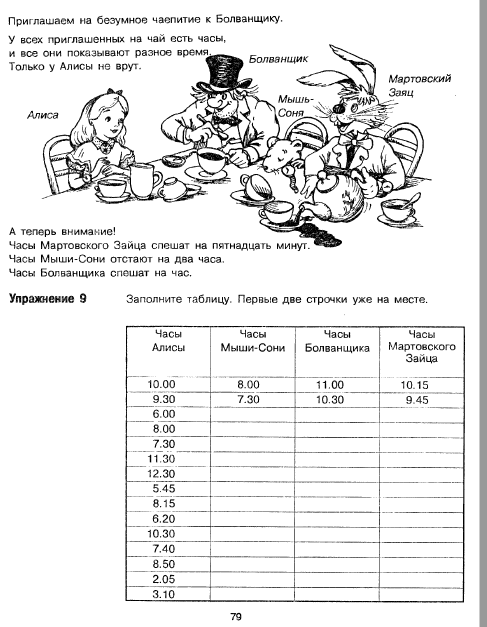 Приглашаем на безумное чаепитие к Болванщику.
У всех приглашенных на чай есть часы,
и все они показывают разное время.
Только у Алисы не врут.
Болванщик
Мартовский
Заяц
Мышь-
Соня
Алиса
А теперь внимание!
Часы Мартовского Зайца спешат на пятнадцать минут.
Часы Мыши-Сони отстают на два часа.
Часы Болванщика спешат на час.
Упражнение 9 Заполните таблицу. Первые две строчки уже на месте.
Часы Часы Часы Часы
Алисы Мыши-Сони Болванщика Мартовского
Зайца
10.00 8.00 11.00 10.15
9.30 7.30 10.30 9.45
6.00
8.00
7.30
11.30
12.30
5.45
8.15
6.20
10.30
7.40
8.50
2.05
3.10
79